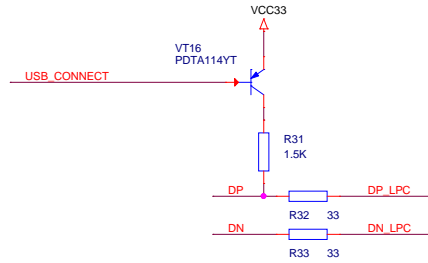 VCC33
VT16
PDTA114YT
USB_CONNECT
R31
1.5K
DP
DP_LPC
R32 33
DN
DN_LPC
R33 33